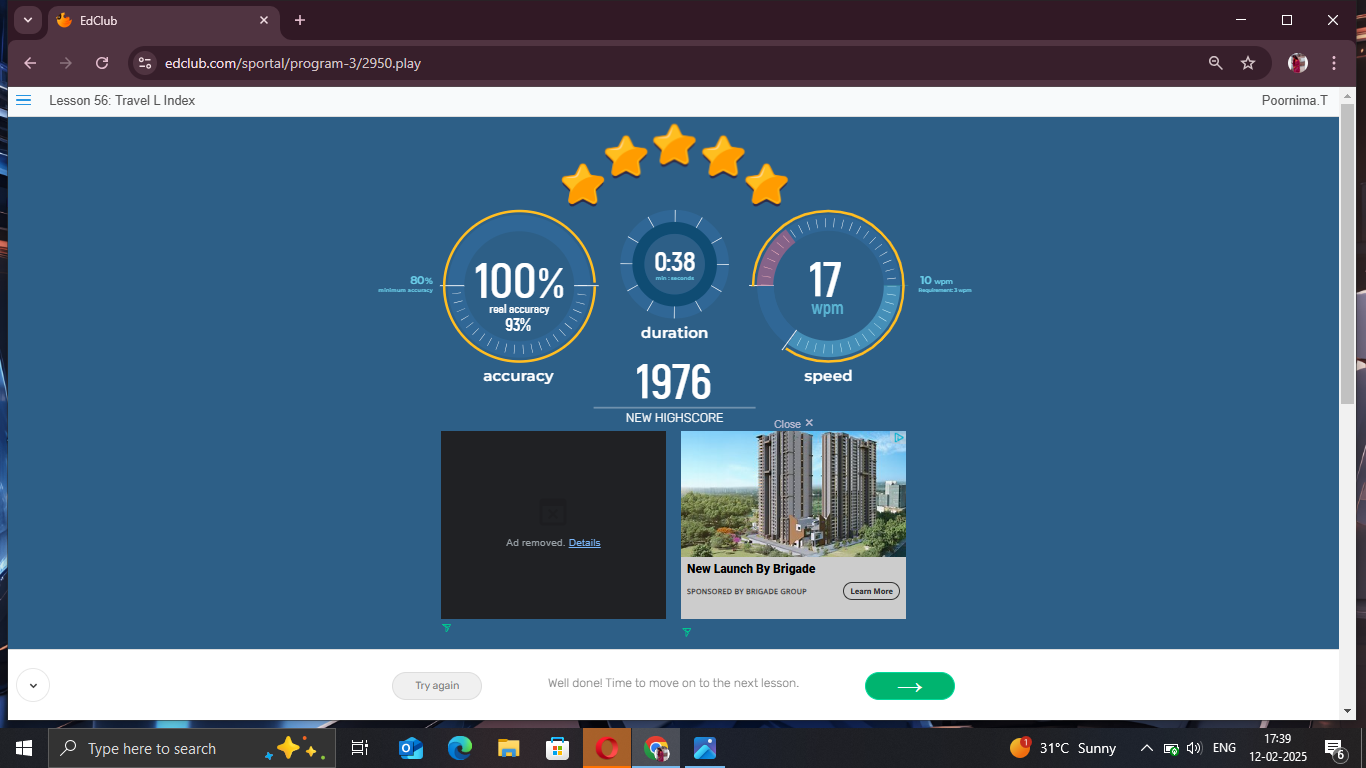 EdClub
edclub.com/sportal/program-3/2950.play
Lesson 56: Travel L Index
Poornima.T
80%
minimum accuracy
100%
real accuracy
93%
accuracy
0:38
min : seconds
duration
17
wpm
speed
10 wpm
Requirement: 3 wpm
1976
NEW HIGHSCORE
Close ×
Ad removed. Details
New Launch By Brigade
SPONSORED BY BRIGADE GROUP
Learn More
Try again
Well done! Time to move on to the next lesson.
Type here to search
1
31°C Sunny
ENG
17:39
12-02-2025
6